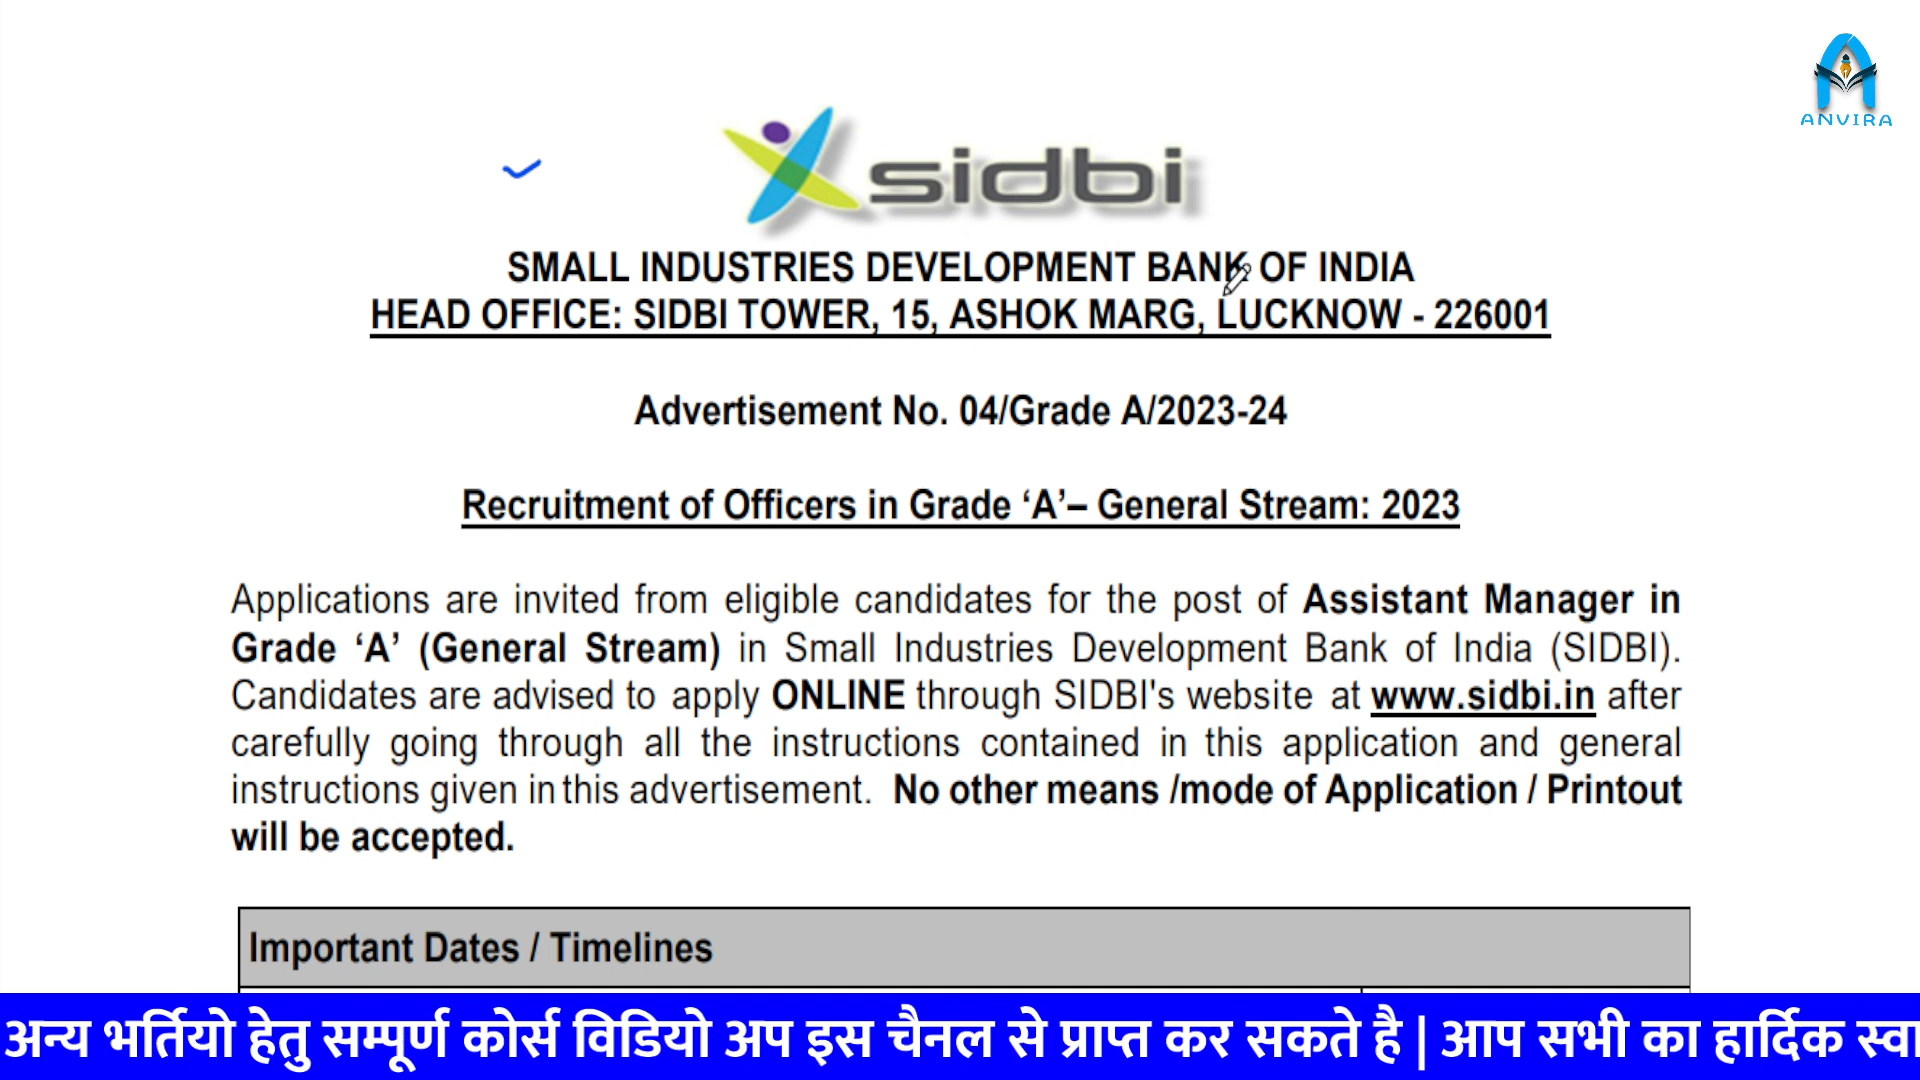 ANVIRA
sidbi
SMALL INDUSTRIES DEVELOPMENT BANK OF INDIA
HEAD OFFICE: SIDBI TOWER, 15, ASHOK MARG, LUCKNOW - 226001
Advertisement No. 04/Grade A/2023-24
Recruitment of Officers in Grade ‘A’– General Stream: 2023
Applications are invited from eligible candidates for the post of Assistant Manager in
Grade ‘A’ (General Stream) in Small Industries Development Bank of India (SIDBI).
Candidates are advised to apply ONLINE through SIDBI's website at www.sidbi.in after
carefully going through all the instructions contained in this application and general
instructions given in this advertisement. No other means /mode of Application / Printout
will be accepted.
Important Dates / Timelines
अन्य भर्तियो हेतु सम्पूर्ण कोर्स विडियो अप इस चैनल से प्राप्त कर सकते है | आप सभी का हार्दिक स्वा